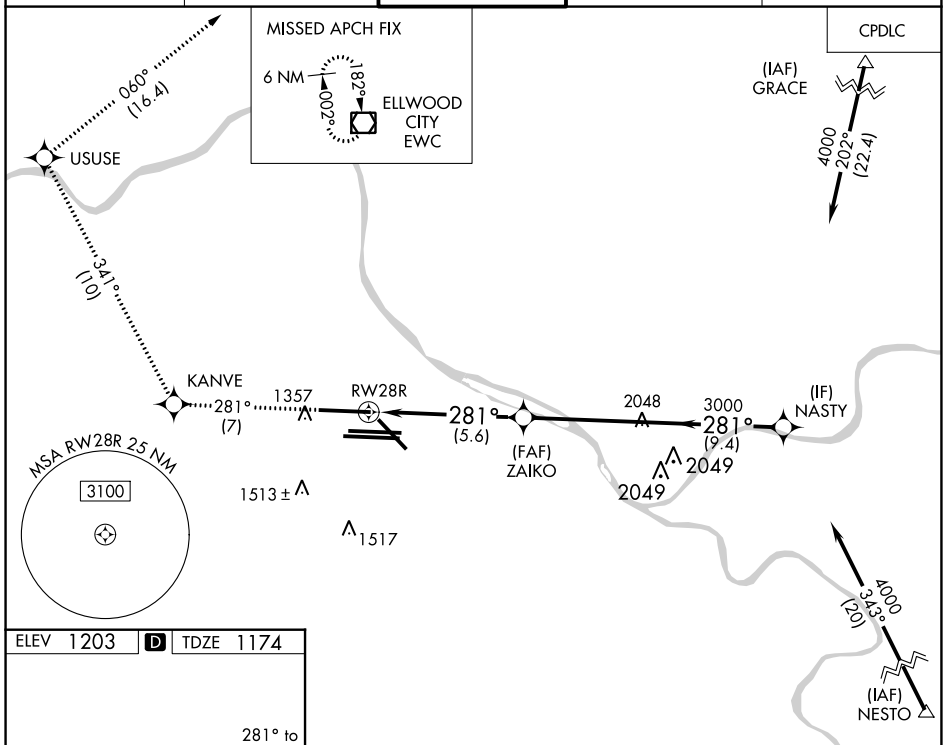 MISSED APCH FIX
6 NM
182°
002°
ELLWOOD
CITY
EWC
CPDLC
(IAF)
GRACE
4000
202°
(22.4)
060°
(16.4)
USUSE
341°
(10)
KANVE
281°
(7)
1357
RW28R
281°
(5.6)
(FAF)
ZAIKO
2048
3000
281°
(9.4)
(IF)
NASTY
2049
2049
MSA RW28R 25 NM
3100
1513 ±
1517
4000
343°
(20)
(IAF)
NESTO
ELEV 1203 D TDZE 1174
281° to